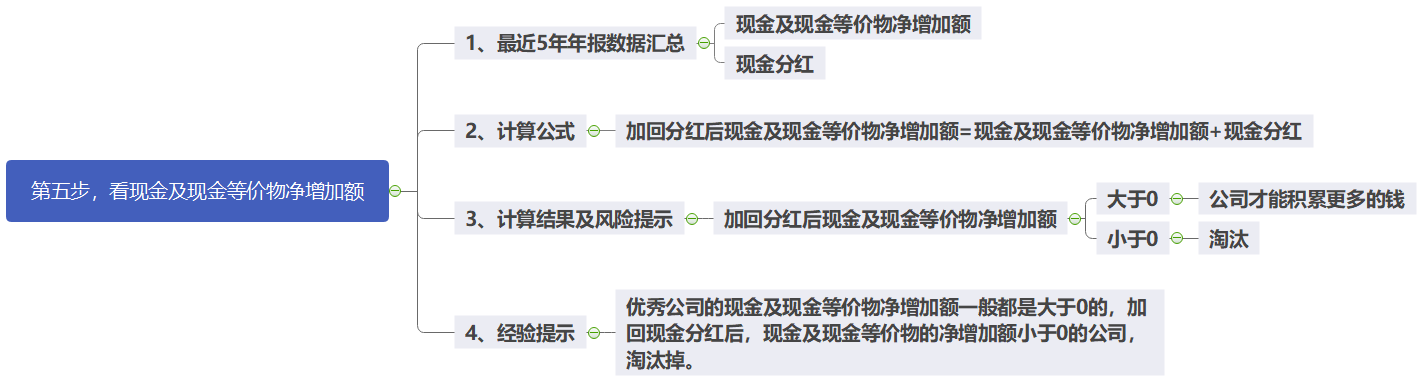 第五步，看现金及现金等价物净增加额
1、最近5年年报数据汇总
现金及现金等价物净增加额
现金分红
2、计算公式
加回分红后现金及现金等价物净增加额=现金及现金等价物净增加额+现金分红
3、计算结果及风险提示
加回分红后现金及现金等价物净增加额
大于0
公司才能积累更多的钱
小于0
淘汰
4、经验提示
优秀公司的现金及现金等价物净增加额一般都是大于0的，加
回现金分红后，现金及现金等价物的净增加额小于0的公司，
淘汰掉。